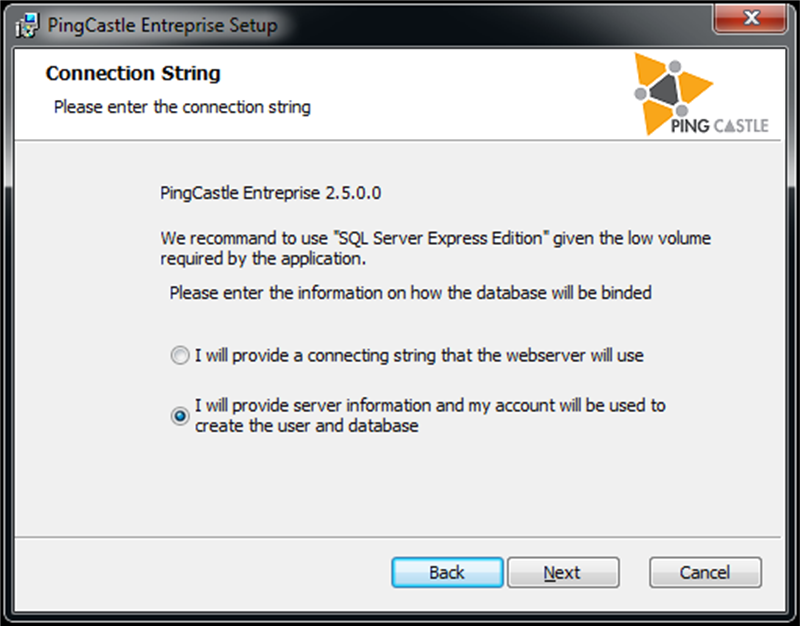 PingCastle Entreprise Setup
Connection String
Please enter the connection string
PING CASTLE
PingCastle Entreprise 2.5.0.0
We recommand to use "SQL Server Express Edition" given the low volume
required by the application.
Please enter the information on how the database will be binded
I will provide a connecting string that the webserver will use
I will provide server information and my account will be used to
create the user and database
Back
Next
Cancel